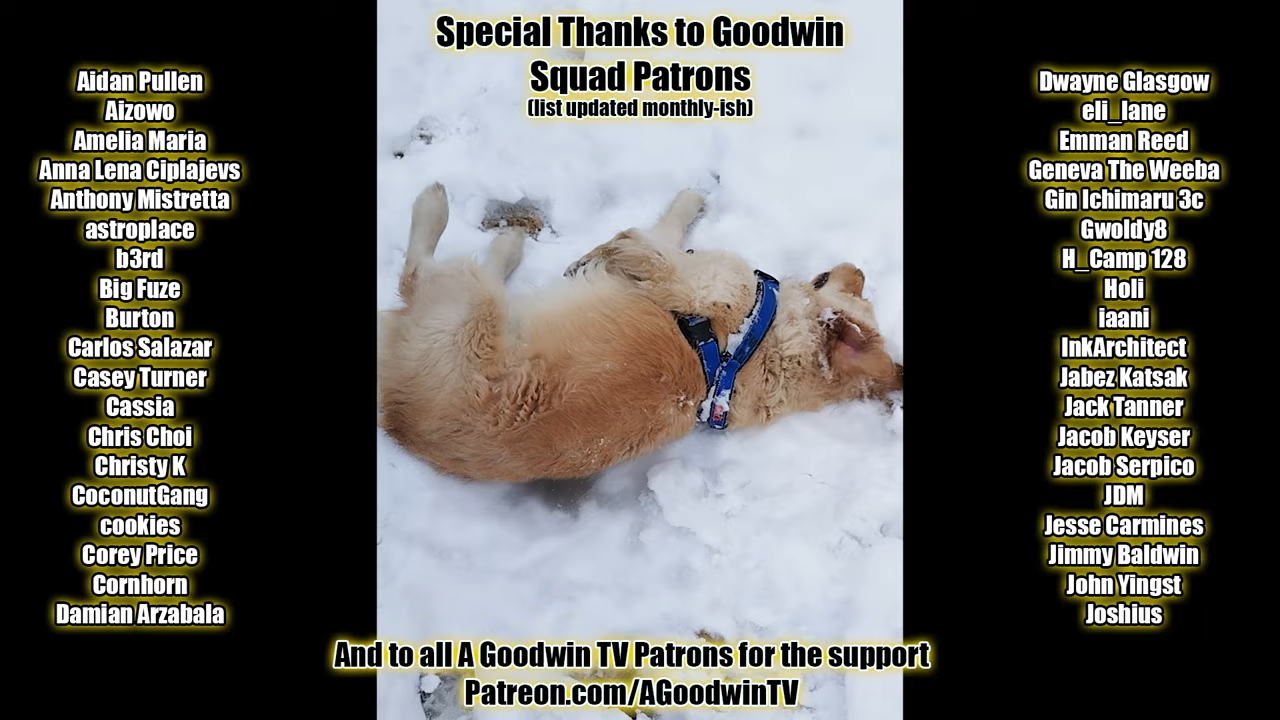 Special Thanks to Goodwin
Squad Patrons
(list updated monthly-ish)
Aidan Pullen
Aizowo
Amelia Maria
Anna Lena Ciplajevs
Anthony Mistretta
astroplace
b3rd
Big Fuze
Burton
Carlos Salazar
Casey Turner
Cassia
Chris Choi
Christy K
CoconutGang
cookies
Corey Price
Cornhorn
Damian Arzabala
Dwayne Glasgow
eli_lane
Emman Reed
Geneva The Weeba
Gin Ichimaru 3c
Gwoldy8
H_Camp 128
Holi
iaani
InkArchitect
Jabez Katsak
Jack Tanner
Jacob Keyser
Jacob Serpico
JDM
Jesse Carmines
Jimmy Baldwin
John Yingst
Joshius
And to all A Goodwin TV Patrons for the support
Patreon.com/AGoodwinTV